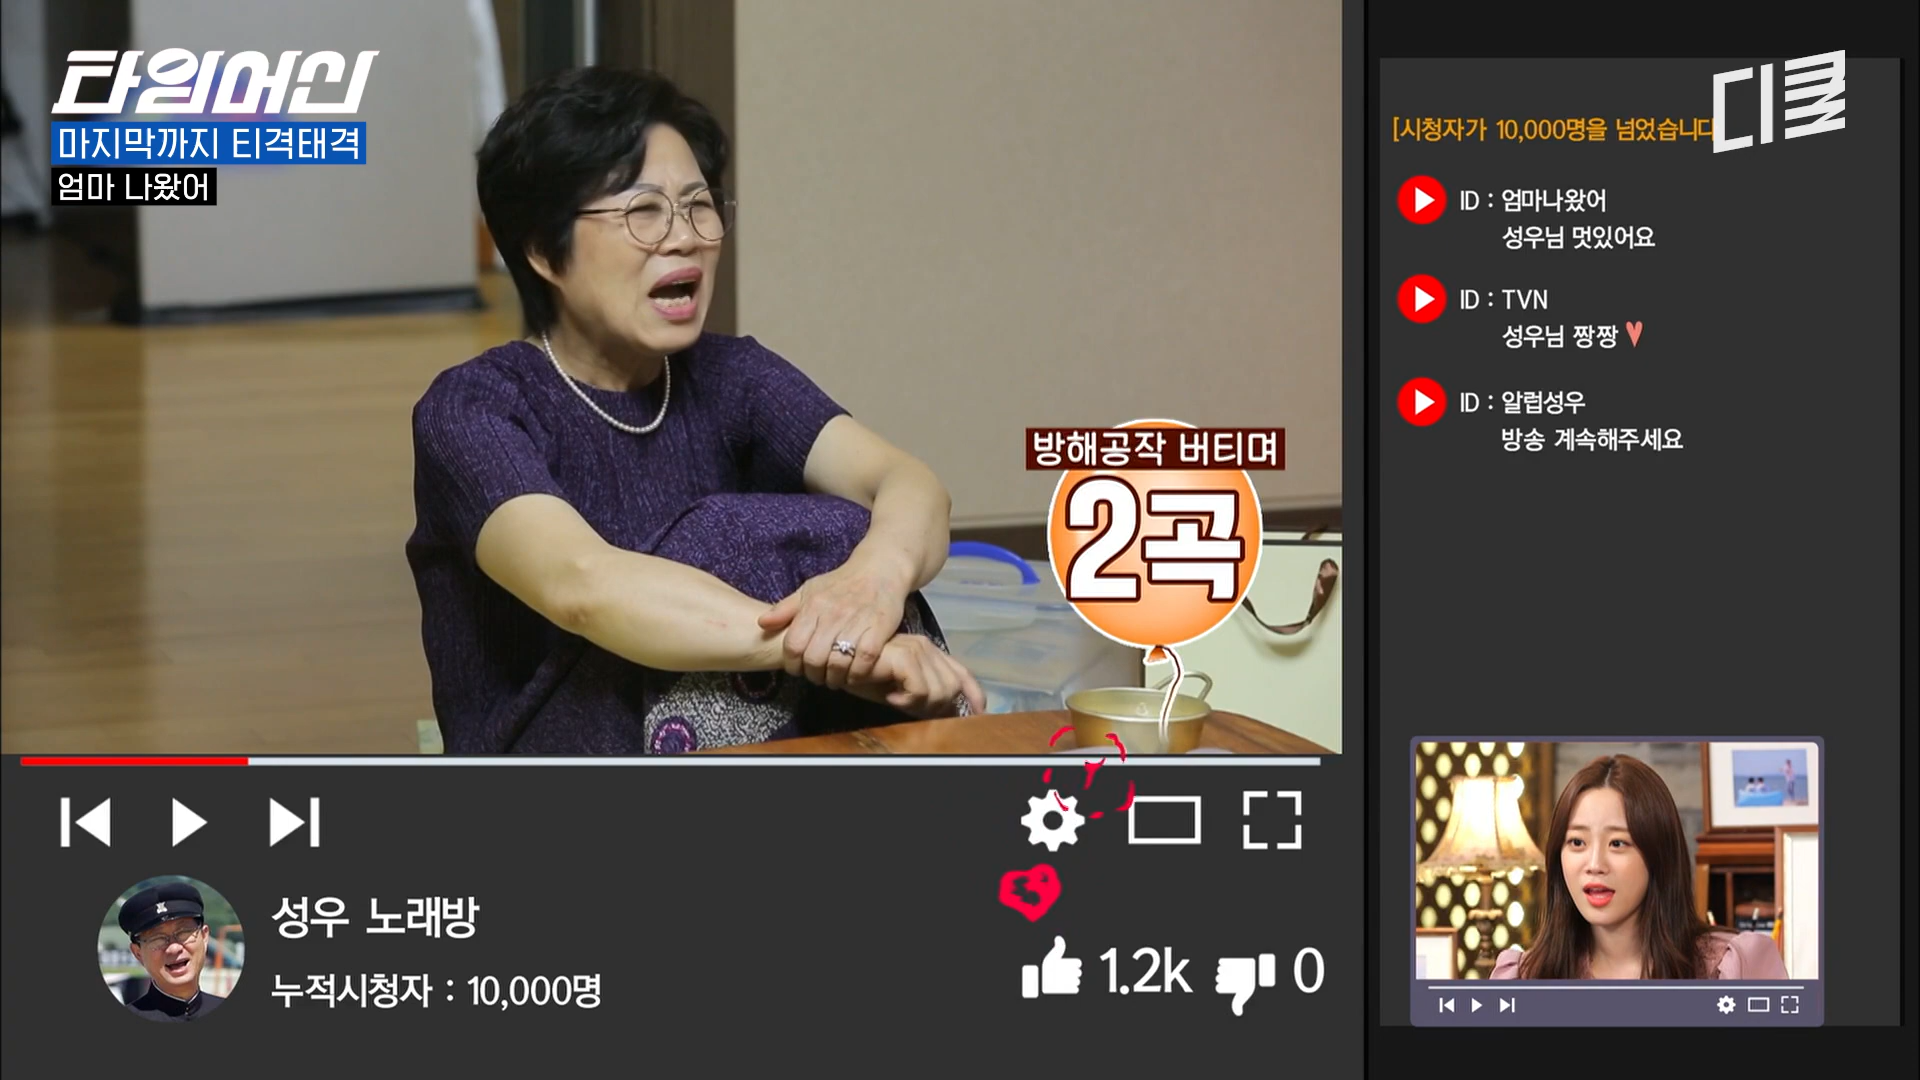 타임머신
마지막까지 티격태격
엄마 나왔어
방해공작 버티며
2곡
성우 노래방
누적시청자 : 10,000명
1.2k 0
디글
[시청자가 10,000명을 넘었습니다
ID : 엄마나왔어
성우님 멋있어요
ID : TVN
성우님 짱짱
ID : 알럽성우
방송 계속해주세요